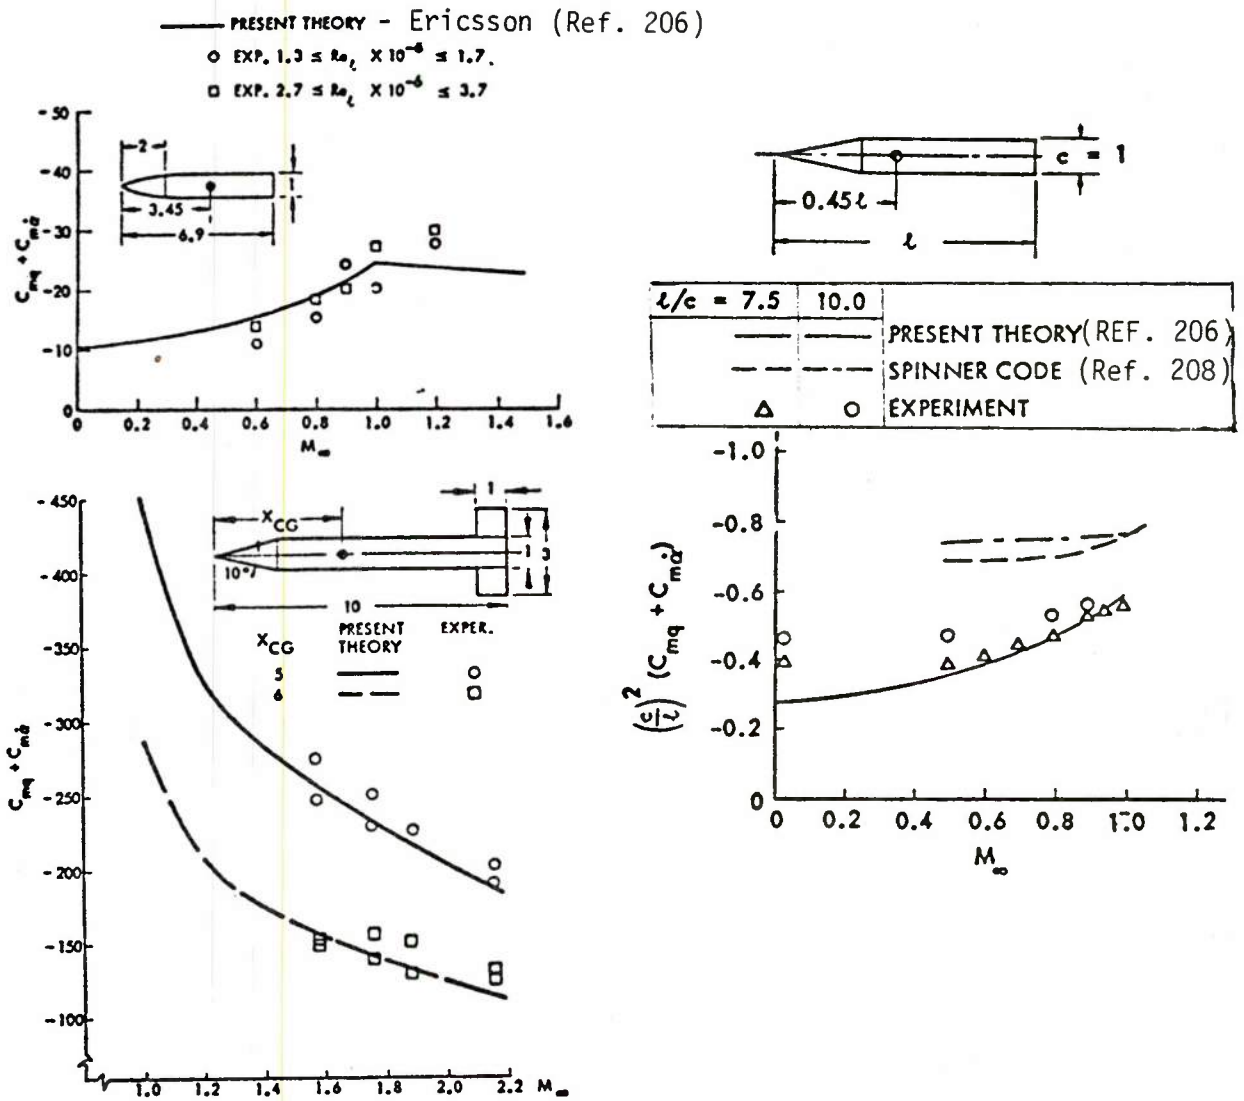 PRESENT THEORY - Ericsson (Ref. 206)
EXP. 1.3 ≤ Re_l X 10^-6 ≤ 1.7.
EXP. 2.7 ≤ Re_l X 10^-6 ≤ 3.7
-50
-40
-30
-20
-10
0
C_mq + C_mα̇
2
3.45
6.9
1
0 0.2 0.4 0.6 0.8 1.0 1.2 1.4 1.6
M_∞
c = 1
0.45ℓ
ℓ
ℓ/c = 7.5 10.0
PRESENT THEORY (REF. 206)
SPINNER CODE (Ref. 208)
EXPERIMENT
-1.0
-0.8
-0.6
-0.4
-0.2
0
(c/ℓ)^2 (C_mq + C_mα̇)
0 0.2 0.4 0.6 0.8 1.0 1.2
M_∞
-450
-400
-350
-300
-250
-200
-150
-100
C_mq + C_mα̇
1
X_CG
10°
1 3
10
X_CG PRESENT THEORY EXPER.
5
6
1.0 1.2 1.4 1.6 1.8 2.0 2.2 M_∞